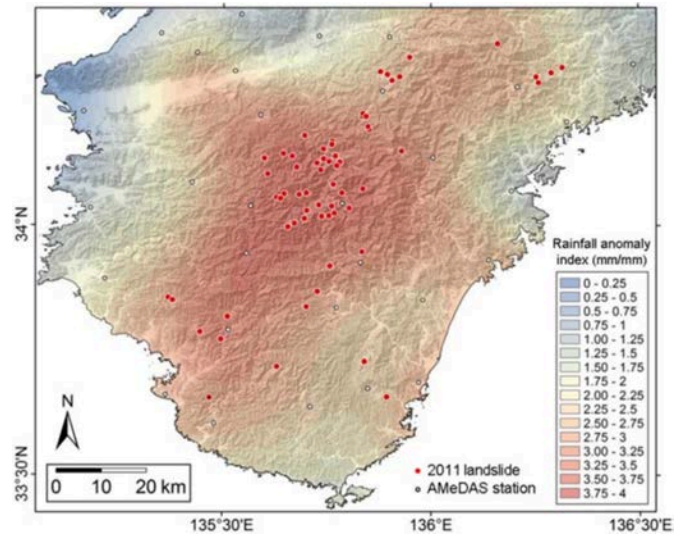 34°N
33°30'N
N
0 10 20 km
2011 landslide
AMeDAS station
Rainfall anomaly
index (mm/mm)
0 - 0.25
0.25 - 0.5
0.5 - 0.75
0.75 - 1
1.00 - 1.25
1.25 - 1.5
1.50 - 1.75
1.75 - 2
2.00 - 2.25
2.25 - 2.5
2.50 - 2.75
2.75 - 3
3.00 - 3.25
3.25 - 3.5
3.50 - 3.75
3.75 - 4
135°30'E
136°E
136°30'E